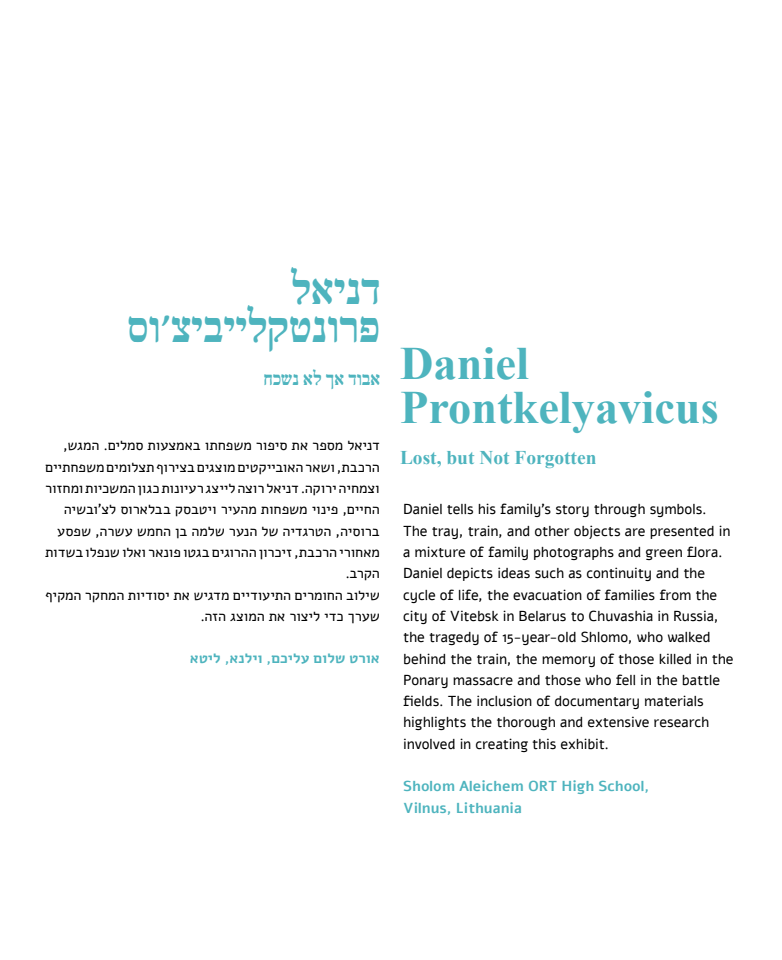 דניאל
פרונטקלייביצ'וס
אבוד אך לא נשכח
דניאל מספר את סיפור משפחתו באמצעות סמלים. המגש,
הרכבת, ושאר האובייקטים מוצגים בצירוף תצלומים משפחתיים
וצמחיה ירוקה. דניאל רוצה לייצג רעיונות כגון המשכיות ומחזור
החיים, פינוי משפחות מהעיר ויטבסק בבלארוס לצ'ובשיה
ברוסיה, הטרגדיה של הנער שלמה בן החמש עשרה, שפסע
מאחורי הרכבת, זיכרון ההרוגים בגטו פונאר ואלו שנפלו בשדות
הקרב.
שילוב החומרים התיעודיים מדגיש את יסודיות המחקר המקיף
שערך כדי ליצור את המוצג הזה.
אורט שלום עליכם, וילנא, ליטא
Daniel
Prontkelyavicus
Lost, but Not Forgotten
Daniel tells his family's story through symbols.
The tray, train, and other objects are presented in
a mixture of family photographs and green flora.
Daniel depicts ideas such as continuity and the
cycle of life, the evacuation of families from the
city of Vitebsk in Belarus to Chuvashia in Russia,
the tragedy of 15-year-old Shlomo, who walked
behind the train, the memory of those killed in the
Ponary massacre and those who fell in the battle
fields. The inclusion of documentary materials
highlights the thorough and extensive research
involved in creating this exhibit.
Sholom Aleichem ORT High School,
Vilnus, Lithuania